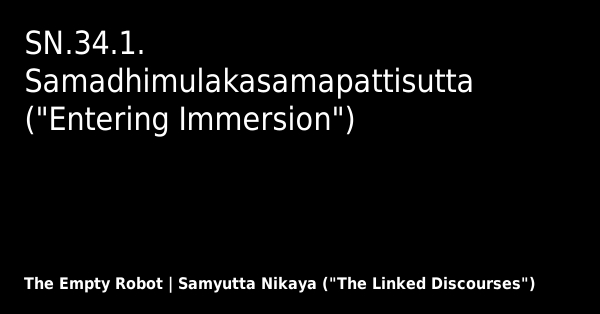 SN.34.1.
Samadhimulakasamapattisutta
("Entering Immersion")
The Empty Robot | Samyutta Nikaya ("The Linked Discourses")